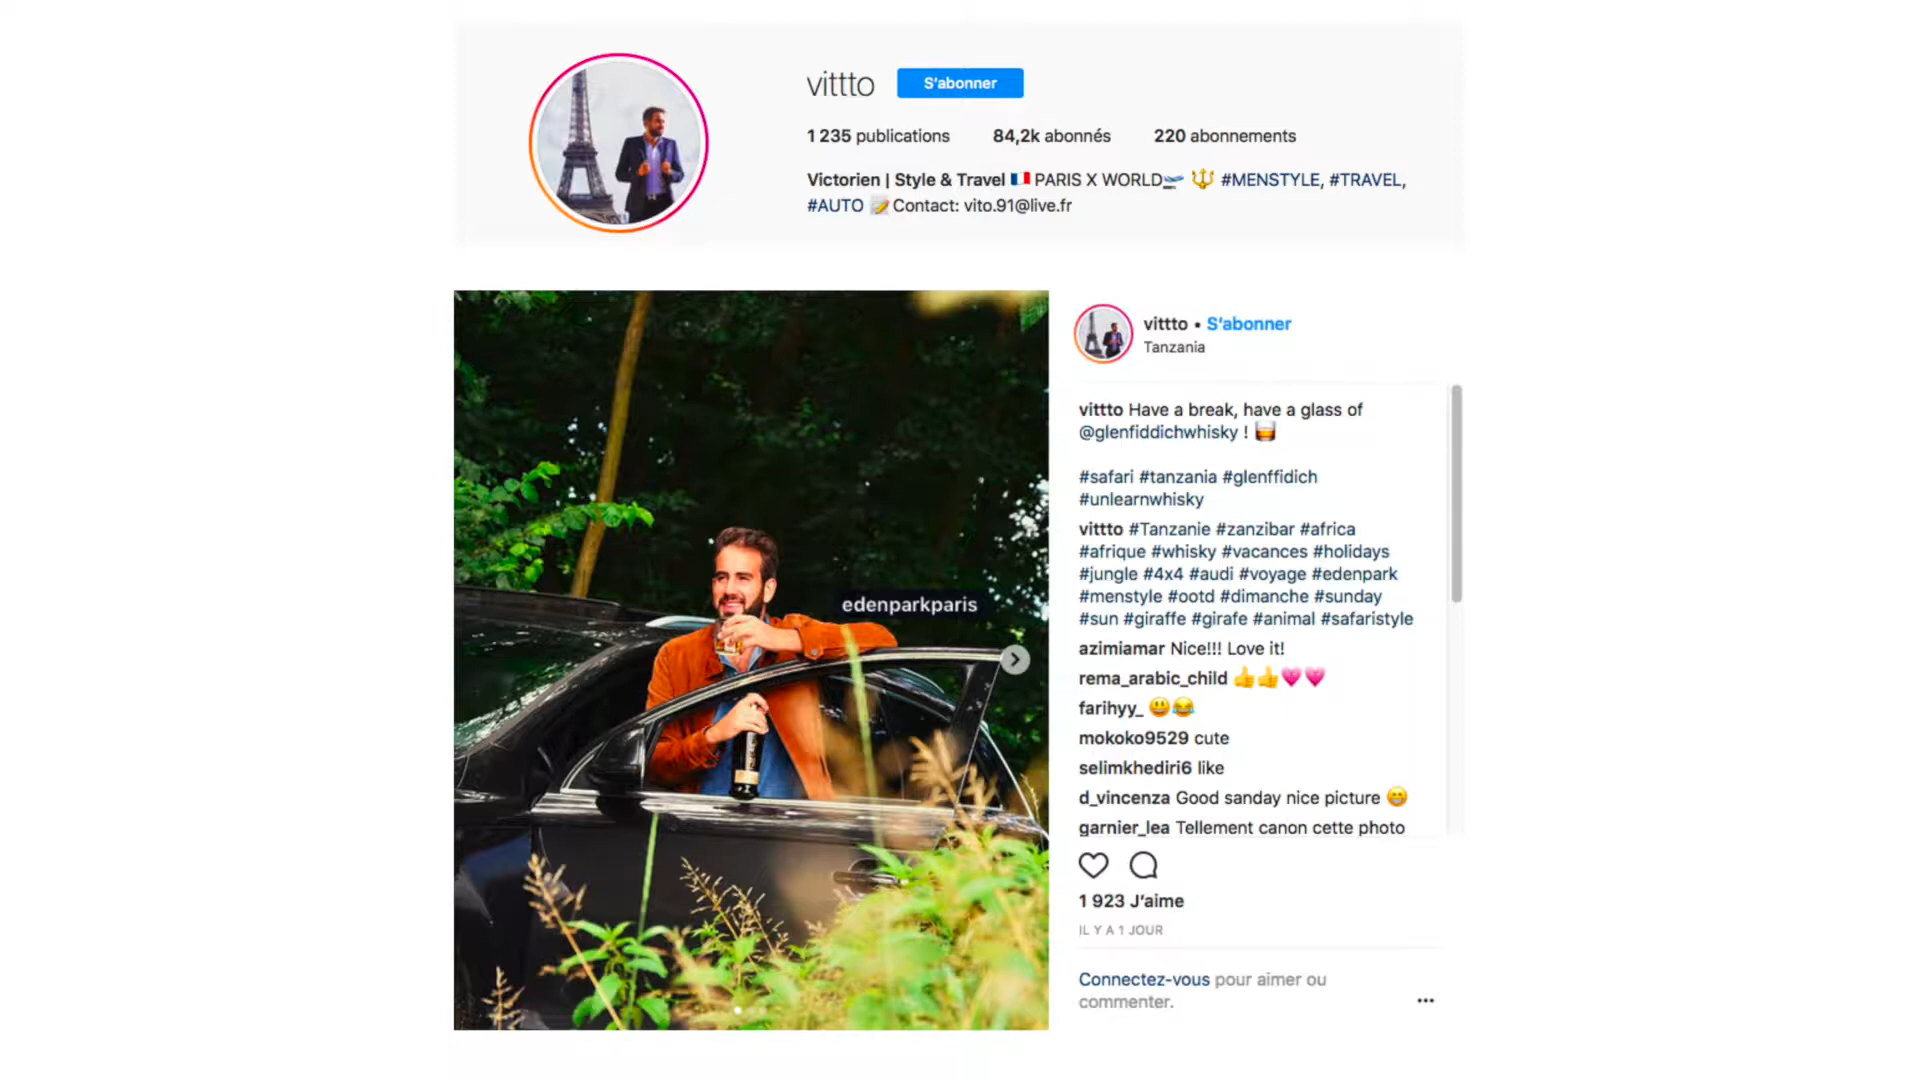 vittto S'abonner
1 235 publications 84,2k abonnés 220 abonnements
Victorien | Style & Travel 🇫🇷 PARIS X WORLD🛫 🔱 #MENSTYLE, #TRAVEL,
#AUTO 📝 Contact: vito.91@live.fr
edenparkparis
vittto • S'abonner
Tanzania
vittto Have a break, have a glass of
@glenfiddichwhisky ! 🥃
#safari #tanzania #glenffidich
#unlearnwhisky
vittto #Tanzanie #zanzibar #africa
#afrique #whisky #vacances #holidays
#jungle #4x4 #audi #voyage #edenpark
#menstyle #ootd #dimanche #sunday
#sun #giraffe #girafe #animal #safaristyle
azimiamar Nice!!! Love it!
rema_arabic_child 👍👍💗💗
farihyy_ 😃😂
mokoko9529 cute
selimkhediri6 like
d_vincenza Good sanday nice picture 😁
garnier_lea Tellement canon cette photo
1 923 J'aime
IL Y A 1 JOUR
Connectez-vous pour aimer ou
commenter.